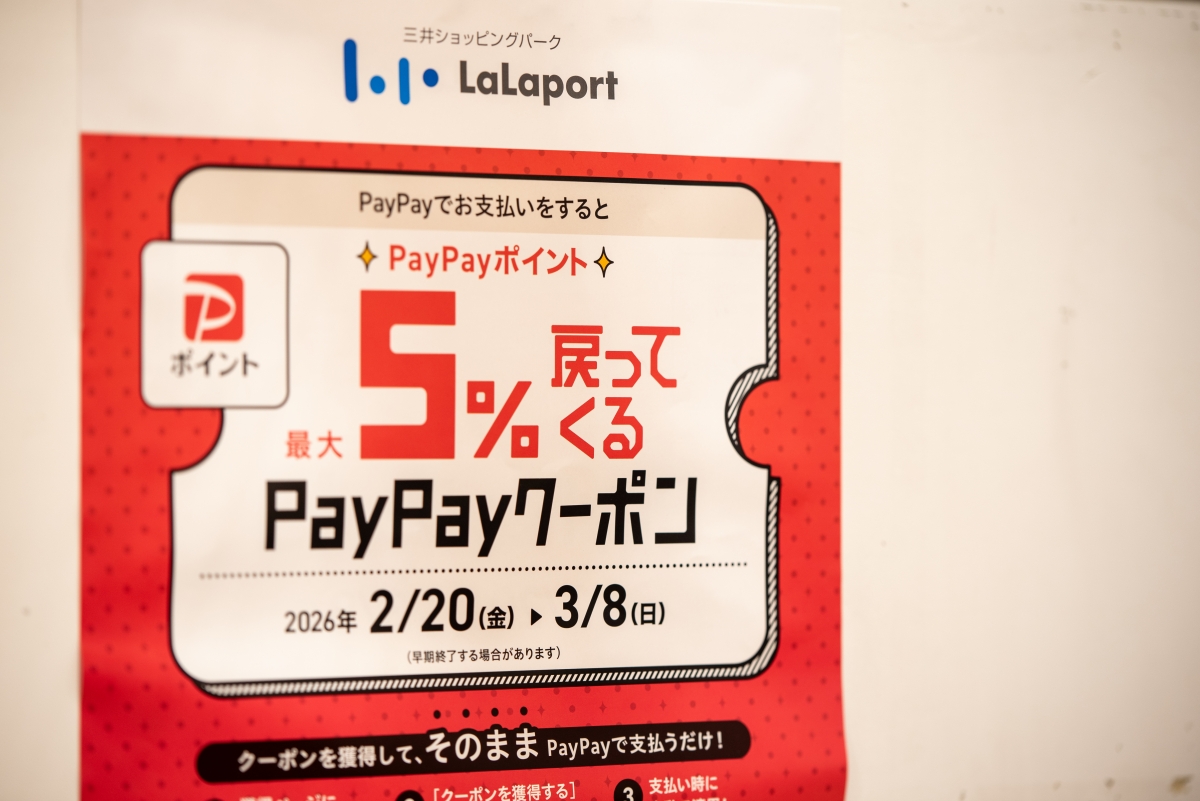 三井ショッピングパーク
LaLaport
PayPayでお支払いをすると
PayPayポイント
ポイント
最大5%戻って
くる
PayPayクーポン
2026年 2/20(金) ▶ 3/8(日)
(早期終了する場合があります)
クーポンを獲得して、そのままPayPayで支払うだけ!
[クーポンを獲得する]
3 支払い時に